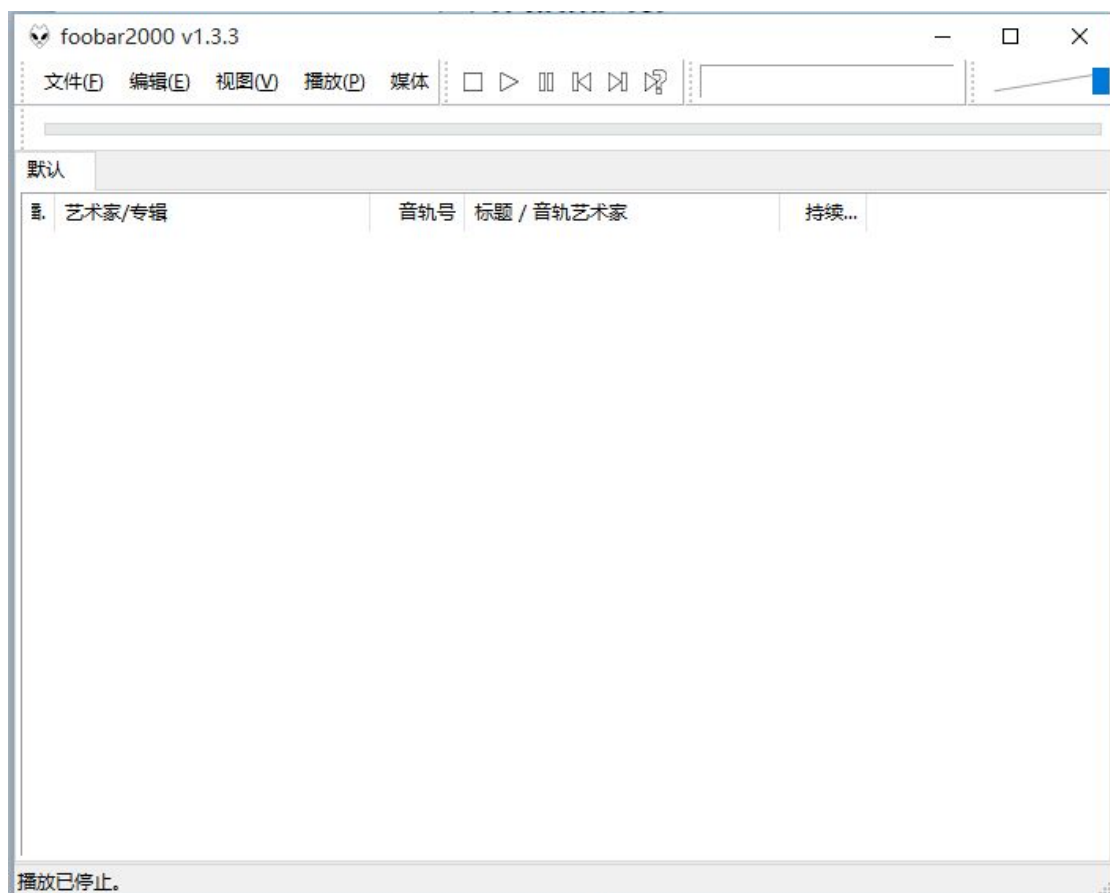 foobar2000 v1.3.3
文件(F) 编辑(E) 视图(V) 播放(P) 媒体
默认
艺术家/专辑 音轨号 标题 / 音轨艺术家 持续...
播放已停止。